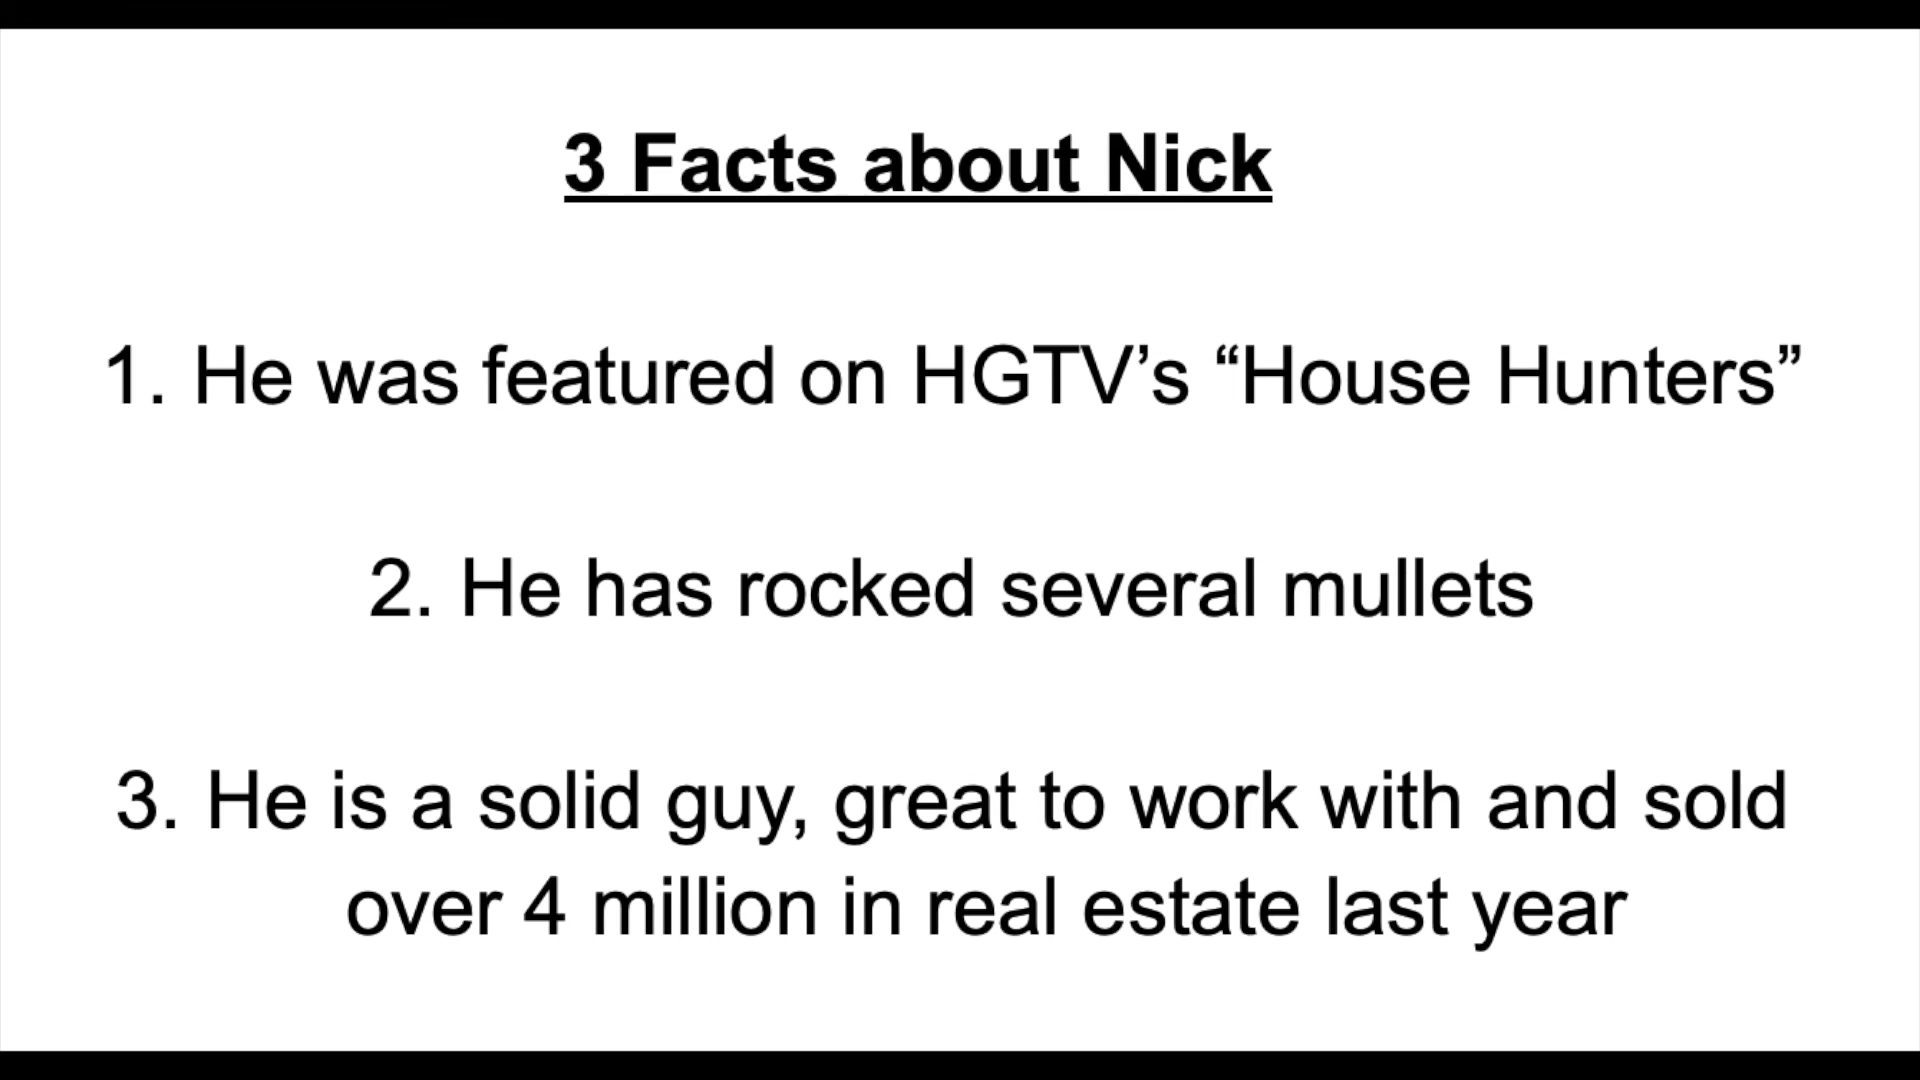 3 Facts about Nick
1. He was featured on HGTV’s “House Hunters”
2. He has rocked several mullets
3. He is a solid guy, great to work with and sold
over 4 million in real estate last year